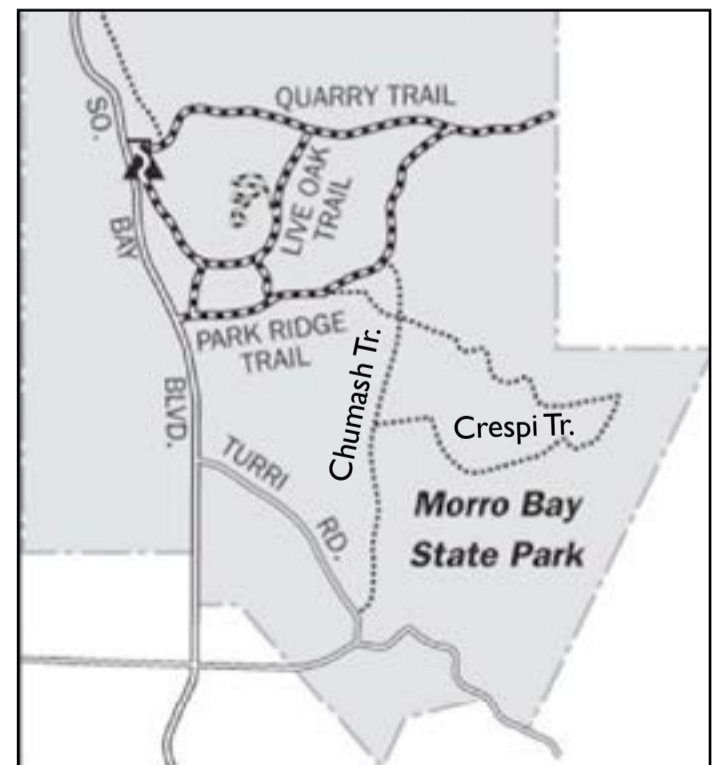 QUARRY TRAIL
SO.
BAY
BLVD.
LIVE OAK
TRAIL
PARK RIDGE
TRAIL
Chumash Tr.
Crespi Tr.
TURRI
RD.
Morro Bay
State Park